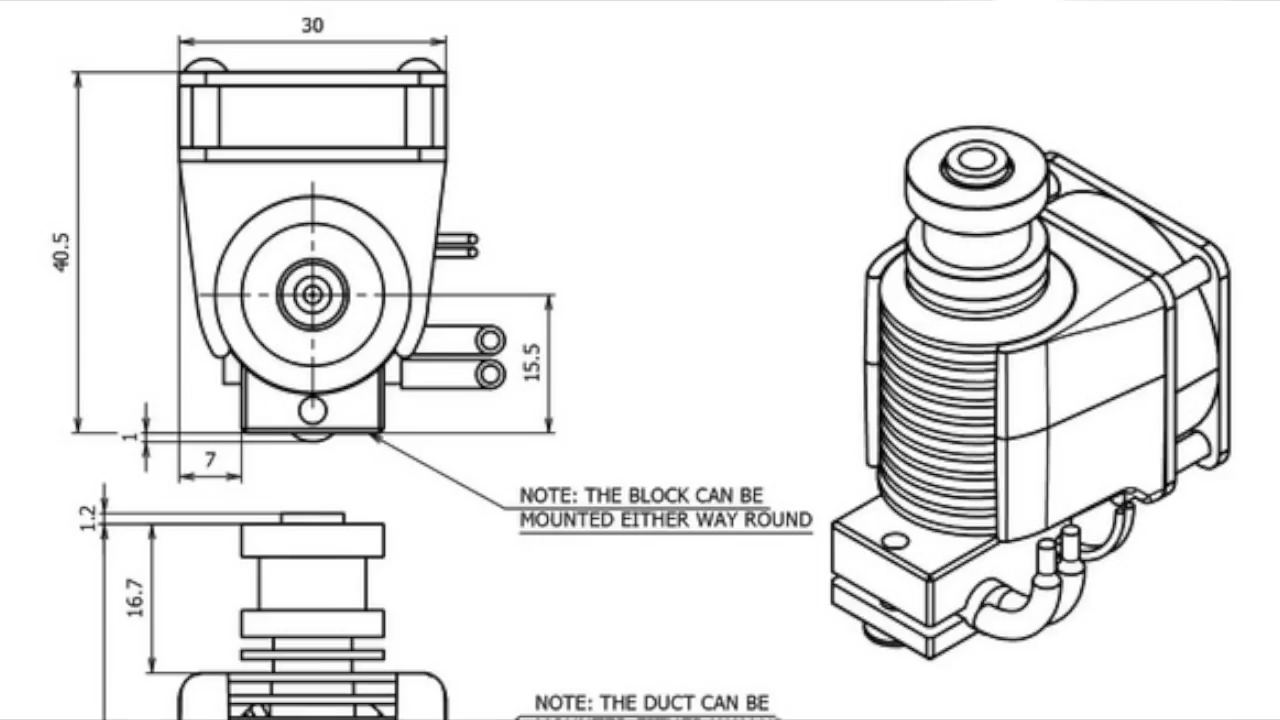 30
40.5
15.5
1
7
NOTE: THE BLOCK CAN BE
MOUNTED EITHER WAY ROUND
1.2
16.7
NOTE: THE DUCT CAN BE